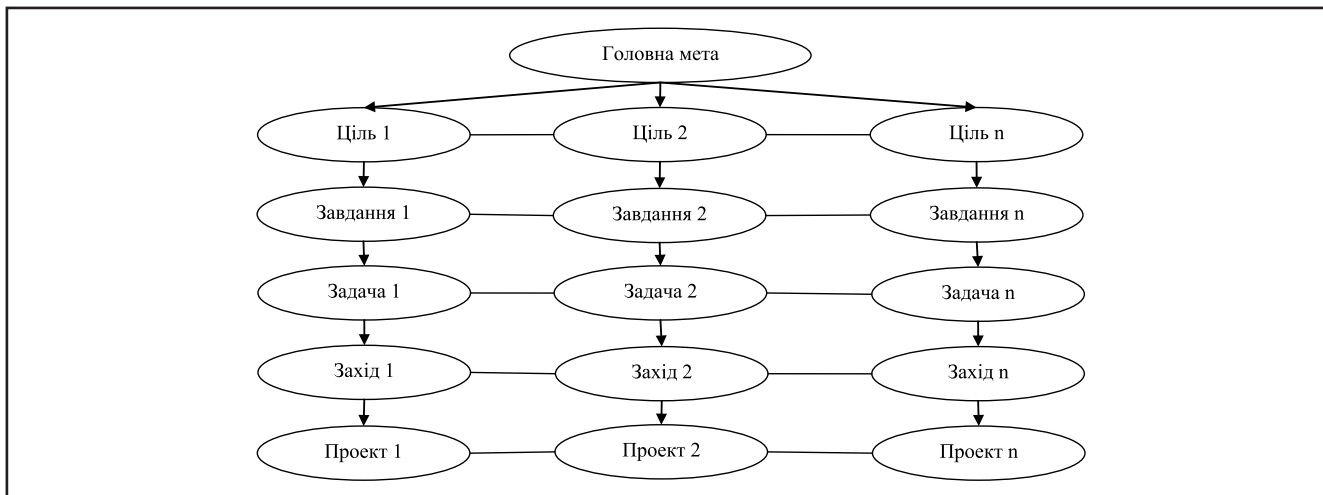 Головна мета
Ціль 1
Ціль 2
Ціль n
Завдання 1
Завдання 2
Завдання n
Задача 1
Задача 2
Задача n
Захід 1
Захід 2
Захід n
Проект 1
Проект 2
Проект n